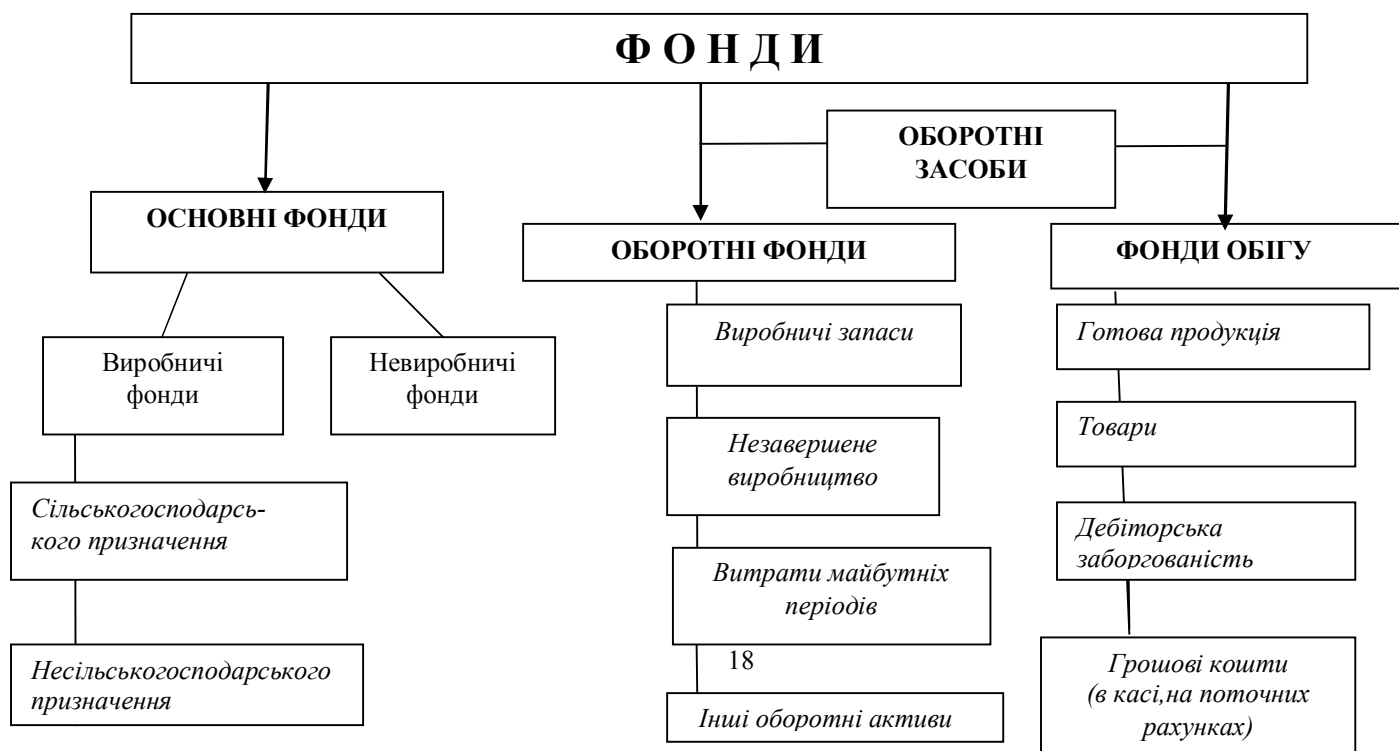 Ф О Н Д И
ОБОРОТНІ
ЗАСОБИ
ОСНОВНІ ФОНДИ
ОБОРОТНІ ФОНДИ
ФОНДИ ОБІГУ
Виробничі
фонди
Невиробничі
фонди
Сільськогосподарсь-
кого призначення
Несільськогосподарського
призначення
Виробничі запаси
Незавершене
виробництво
Витрати майбутніх
періодів
18
Інші оборотні активи
Готова продукція
Товари
Дебіторська
заборгованість
Грошові кошти
(в касі,на поточних
рахунках)